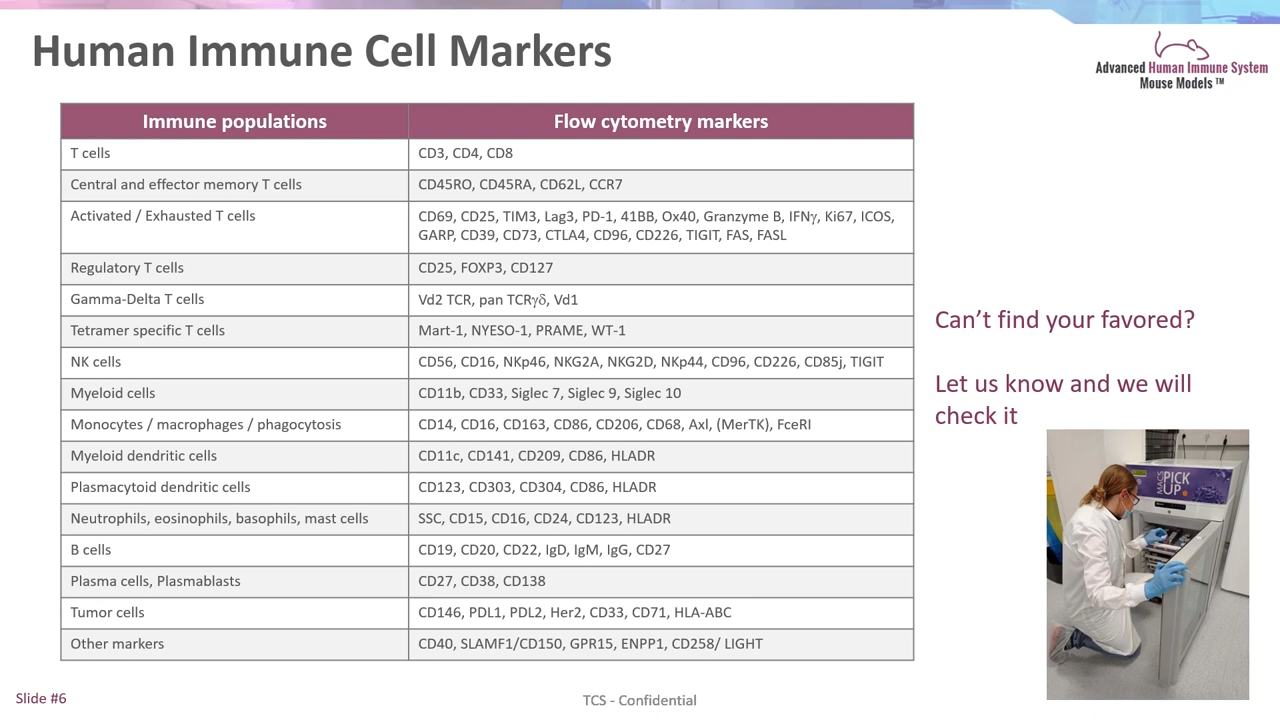 Human Immune Cell Markers
Advanced Human Immune System
Mouse Models ™
Immune populations
Flow cytometry markers
T cells
CD3, CD4, CD8
Central and effector memory T cells
CD45RO, CD45RA, CD62L, CCR7
Activated / Exhausted T cells
CD69, CD25, TIM3, Lag3, PD-1, 41BB, Ox40, Granzyme B, IFNγ, Ki67, ICOS,
GARP, CD39, CD73, CTLA4, CD96, CD226, TIGIT, FAS, FASL
Regulatory T cells
CD25, FOXP3, CD127
Gamma-Delta T cells
Vd2 TCR, pan TCRγδ, Vd1
Tetramer specific T cells
Mart-1, NYESO-1, PRAME, WT-1
NK cells
CD56, CD16, NKp46, NKG2A, NKG2D, NKp44, CD96, CD226, CD85j, TIGIT
Myeloid cells
CD11b, CD33, Siglec 7, Siglec 9, Siglec 10
Monocytes / macrophages / phagocytosis
CD14, CD16, CD163, CD86, CD206, CD68, Axl, (MerTK), FceRI
Myeloid dendritic cells
CD11c, CD141, CD209, CD86, HLADR
Plasmacytoid dendritic cells
CD123, CD303, CD304, CD86, HLADR
Neutrophils, eosinophils, basophils, mast cells
SSC, CD15, CD16, CD24, CD123, HLADR
B cells
CD19, CD20, CD22, IgD, IgM, IgG, CD27
Plasma cells, Plasmablasts
CD27, CD38, CD138
Tumor cells
CD146, PDL1, PDL2, Her2, CD33, CD71, HLA-ABC
Other markers
CD40, SLAMF1/CD150, GPR15, ENPP1, CD258/ LIGHT
Can’t find your favored?
Let us know and we will
check it
MACS
PICK
UP
Slide #6
TCS - Confidential